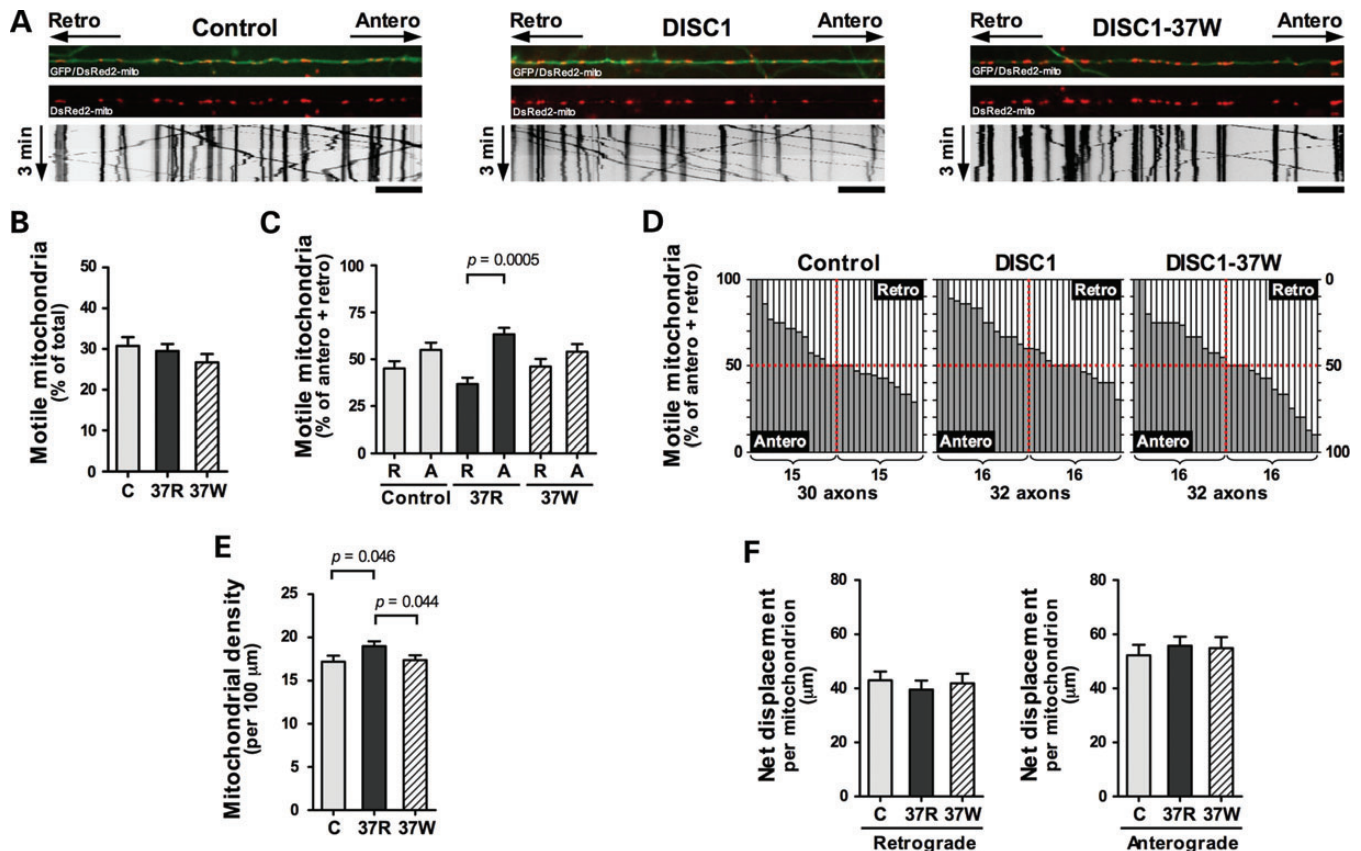 A
Retro Control Antero
GFP/DsRed2-mito
DsRed2-mito
3 min
Retro DISC1 Antero
GFP/DsRed2-mito
DsRed2-mito
3 min
Retro DISC1-37W Antero
GFP/DsRed2-mito
DsRed2-mito
3 min
B
Motile mitochondria
(% of total)
50
40
30
20
10
0
C 37R 37W
C
Motile mitochondria
(% of antero + retro)
100
75
50
25
0
p = 0.0005
R A R A R A
Control 37R 37W
D
Motile mitochondria
(% of antero + retro)
Control DISC1 DISC1-37W
100
50
0
Retro Retro Retro
Antero Antero Antero
0
50
100
15 15 16 16 16 16
30 axons 32 axons 32 axons
E
Mitochondrial density
(per 100 μm)
p = 0.046
p = 0.044
25
20
15
10
5
0
C 37R 37W
F
Net displacement
per mitochondrion
(μm)
80
60
40
20
0
C 37R 37W
Retrograde
Net displacement
per mitochondrion
(μm)
80
60
40
20
0
C 37R 37W
Anterograde